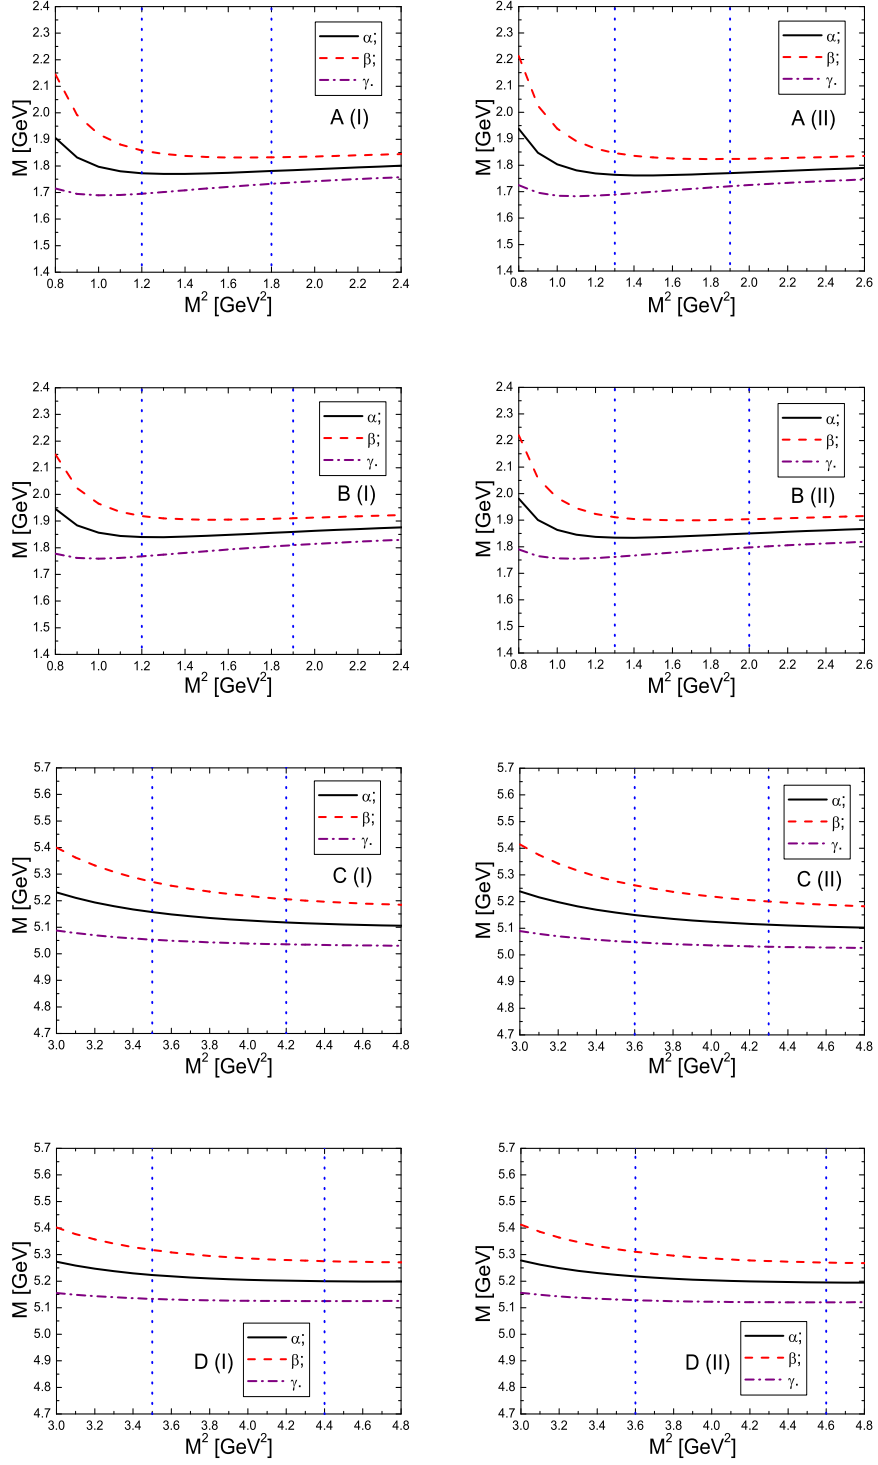 2.4
2.3
2.2
2.1
2.0
1.9
1.8
1.7
1.6
1.5
1.4
M [GeV]
α;
β;
γ.
A (I)
0.8 1.0 1.2 1.4 1.6 1.8 2.0 2.2 2.4
M² [GeV²]
2.4
2.3
2.2
2.1
2.0
1.9
1.8
1.7
1.6
1.5
1.4
M [GeV]
α;
β;
γ.
A (II)
0.8 1.0 1.2 1.4 1.6 1.8 2.0 2.2 2.4 2.6
M² [GeV²]
2.4
2.3
2.2
2.1
2.0
1.9
1.8
1.7
1.6
1.5
1.4
M [GeV]
α;
β;
γ.
B (I)
0.8 1.0 1.2 1.4 1.6 1.8 2.0 2.2 2.4
M² [GeV²]
2.4
2.3
2.2
2.1
2.0
1.9
1.8
1.7
1.6
1.5
1.4
M [GeV]
α;
β;
γ.
B (II)
0.8 1.0 1.2 1.4 1.6 1.8 2.0 2.2 2.4 2.6
M² [GeV²]
5.7
5.6
5.5
5.4
5.3
5.2
5.1
5.0
4.9
4.8
4.7
M [GeV]
α;
β;
γ.
C (I)
3.0 3.2 3.4 3.6 3.8 4.0 4.2 4.4 4.6 4.8
M² [GeV²]
5.7
5.6
5.5
5.4
5.3
5.2
5.1
5.0
4.9
4.8
4.7
M [GeV]
α;
β;
γ.
C (II)
3.0 3.2 3.4 3.6 3.8 4.0 4.2 4.4 4.6 4.8
M² [GeV²]
5.7
5.6
5.5
5.4
5.3
5.2
5.1
5.0
4.9
4.8
4.7
M [GeV]
α;
β;
γ.
D (I)
3.0 3.2 3.4 3.6 3.8 4.0 4.2 4.4 4.6 4.8
M² [GeV²]
5.7
5.6
5.5
5.4
5.3
5.2
5.1
5.0
4.9
4.8
4.7
M [GeV]
α;
β;
γ.
D (II)
3.0 3.2 3.4 3.6 3.8 4.0 4.2 4.4 4.6 4.8
M² [GeV²]